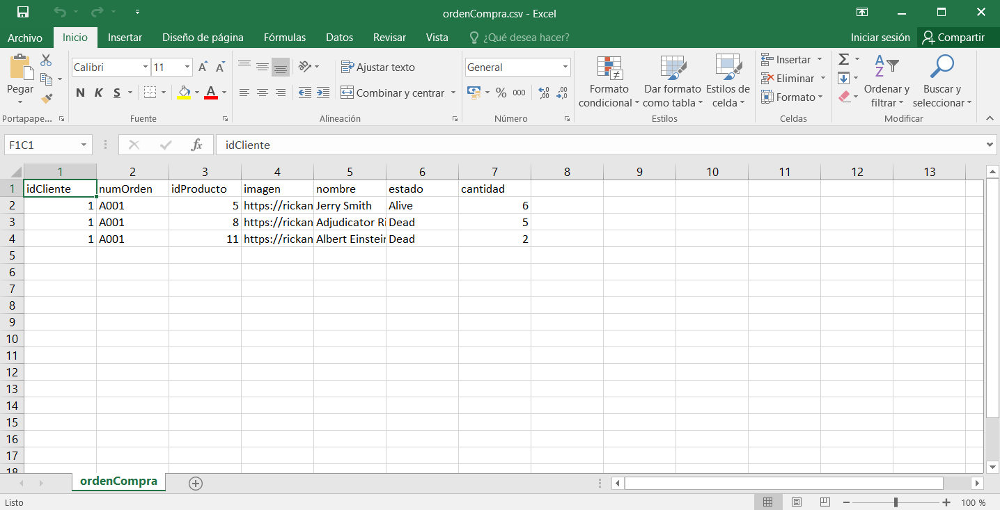 ordenCompra.csv - Excel
Archivo Inicio Insertar Diseño de página Fórmulas Datos Revisar Vista ¿Qué desea hacer? Iniciar sesión Compartir
Pegar
Portapape...
Calibri 11
N K S
Fuente
Ajustar texto
Combinar y centrar
Alineación
General
% 000
Número
Formato condicional
Dar formato como tabla
Estilos de celda
Estilos
Insertar
Eliminar
Formato
Celdas
Ordenar y filtrar
Buscar y seleccionar
Modificar
F1C1 fx idCliente
1 2 3 4 5 6 7 8 9 10 11 12 13
1 idCliente numOrden idProducto imagen nombre estado cantidad
2 1 A001 5 https://rickan Jerry Smith Alive 6
3 1 A001 8 https://rickan Adjudicator Ri Dead 5
4 1 A001 11 https://rickan Albert Einstein Dead 2
5
6
7
8
9
10
11
12
13
14
15
16
17
18
ordenCompra
Listo 100 %